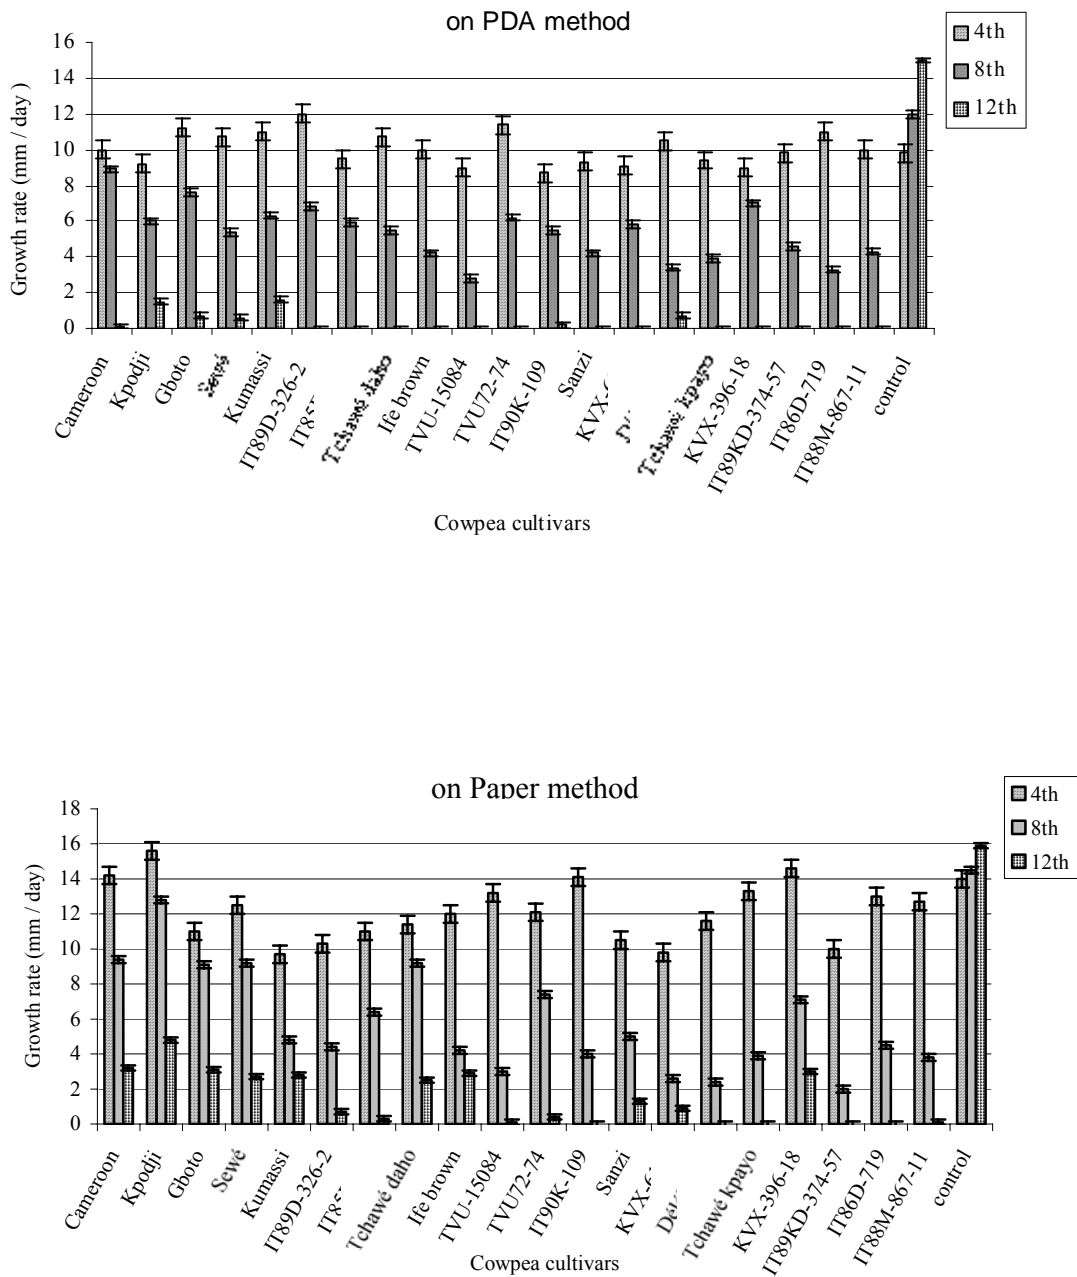 on PDA method
4th
8th
12th
Growth rate (mm / day)
16
14
12
10
8
6
4
2
0
Cameroon
Kpodji
Gboto
Sewé
Kumassi
IT89D-326-2
Tchawé daho
Ife brown
TVU-15084
TVU72-74
IT90K-109
Sanzi
Tchawé kpayo
KVX-396-18
IT89KD-374-57
IT86D-719
IT88M-867-11
control
Cowpea cultivars
on Paper method
4th
8th
12th
Growth rate (mm / day)
18
16
14
12
10
8
6
4
2
0
Cameroon
Kpodji
Gboto
Sewé
Kumassi
IT89D-326-2
Tchawé daho
Ife brown
TVU-15084
TVU72-74
IT90K-109
Sanzi
Tchawé kpayo
KVX-396-18
IT89KD-374-57
IT86D-719
IT88M-867-11
control
Cowpea cultivars